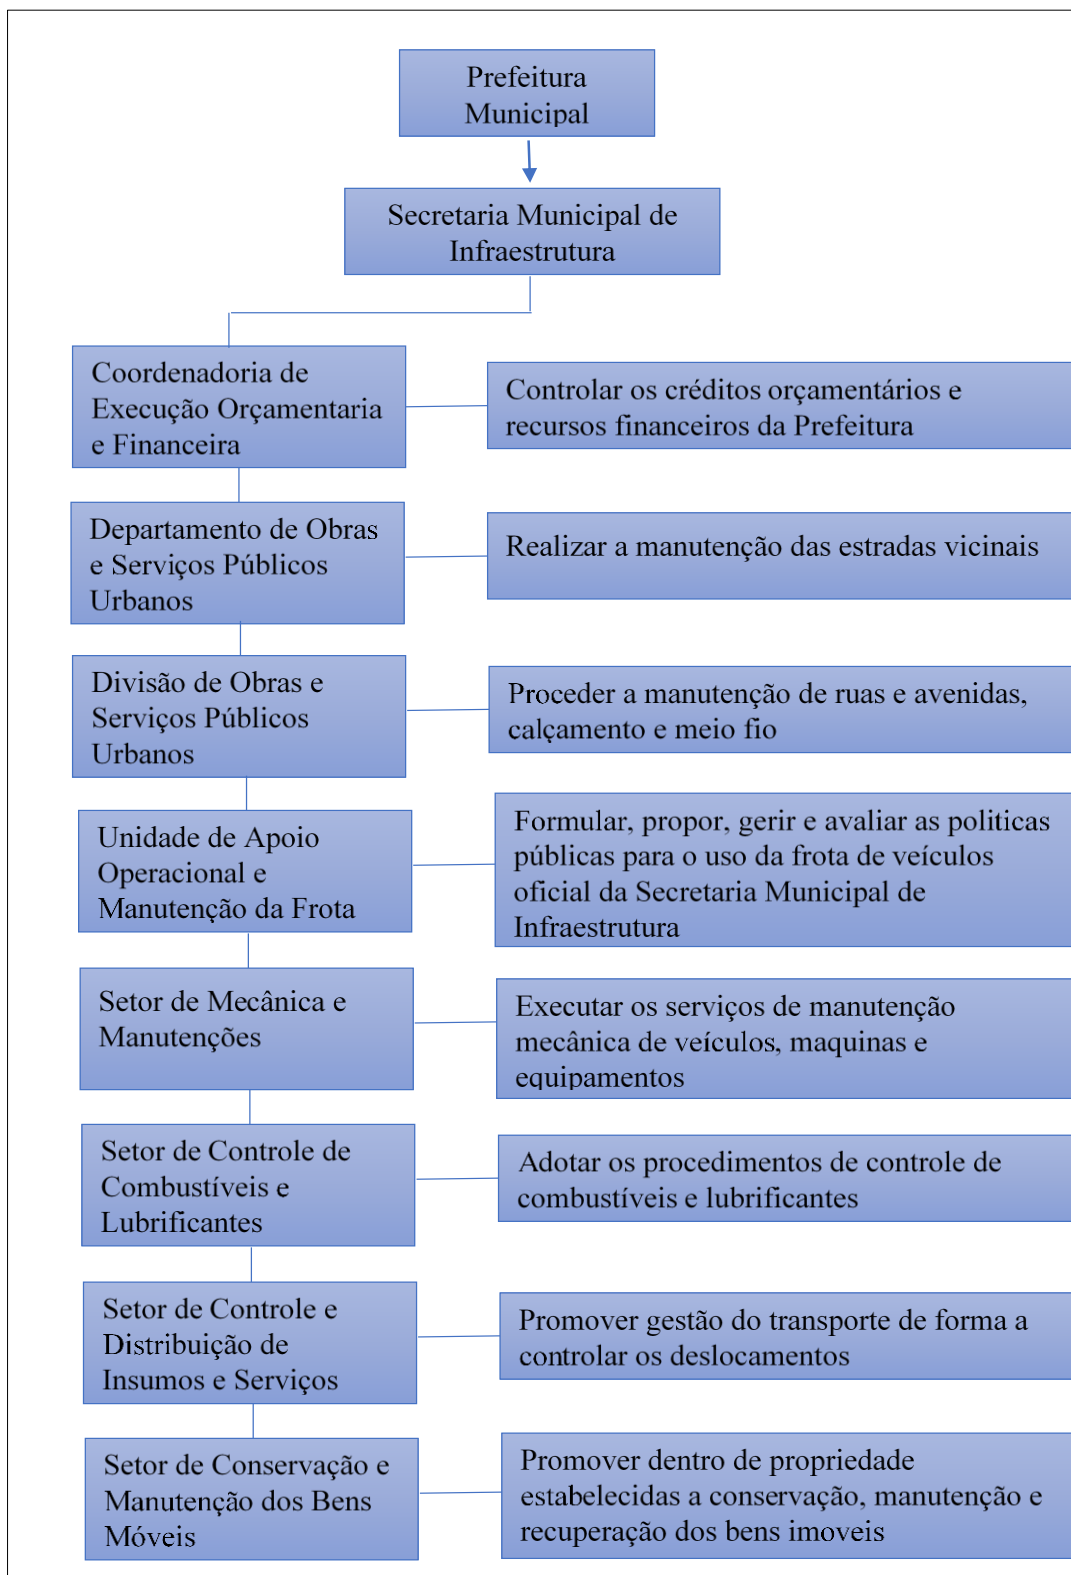 Prefeitura
Municipal
Secretaria Municipal de
Infraestrutura
Coordenadoria de
Execução Orçamentaria
e Financeira
Controlar os créditos orçamentários e
recursos financeiros da Prefeitura
Departamento de Obras
e Serviços Públicos
Urbanos
Realizar a manutenção das estradas vicinais
Divisão de Obras e
Serviços Públicos
Urbanos
Proceder a manutenção de ruas e avenidas,
calçamento e meio fio
Unidade de Apoio
Operacional e
Manutenção da Frota
Formular, propor, gerir e avaliar as politicas
públicas para o uso da frota de veículos
oficial da Secretaria Municipal de
Infraestrutura
Setor de Mecânica e
Manutenções
Executar os serviços de manutenção
mecânica de veículos, maquinas e
equipamentos
Setor de Controle de
Combustíveis e
Lubrificantes
Adotar os procedimentos de controle de
combustíveis e lubrificantes
Setor de Controle e
Distribuição de
Insumos e Serviços
Promover gestão do transporte de forma a
controlar os deslocamentos
Setor de Conservação e
Manutenção dos Bens
Móveis
Promover dentro de propriedade
estabelecidas a conservação, manutenção e
recuperação dos bens imoveis